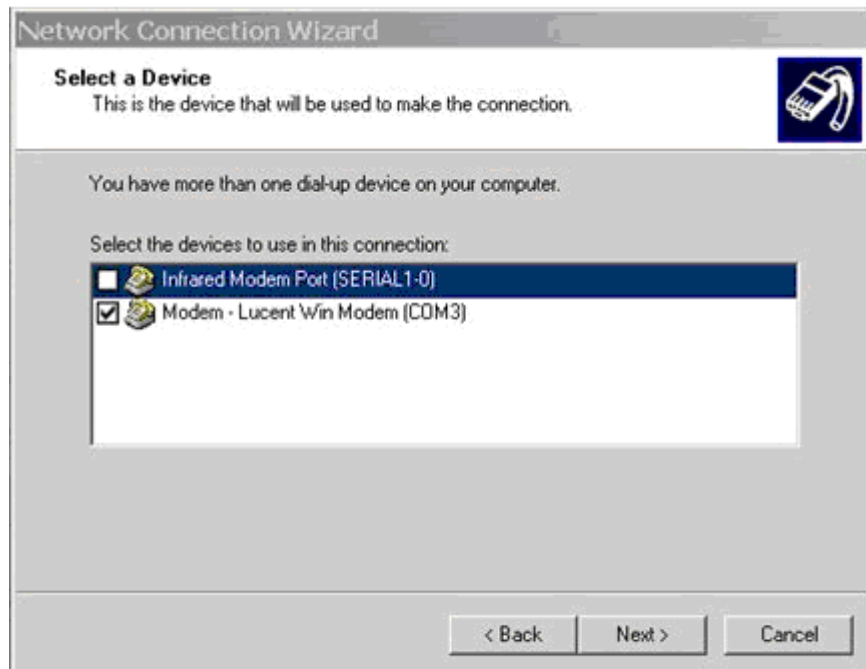 Network Connection Wizard
Select a Device
This is the device that will be used to make the connection.
You have more than one dial-up device on your computer.
Select the devices to use in this connection:
Infrared Modem Port (SERIAL1-0)
Modem - Lucent Win Modem (COM3)
< Back Next > Cancel